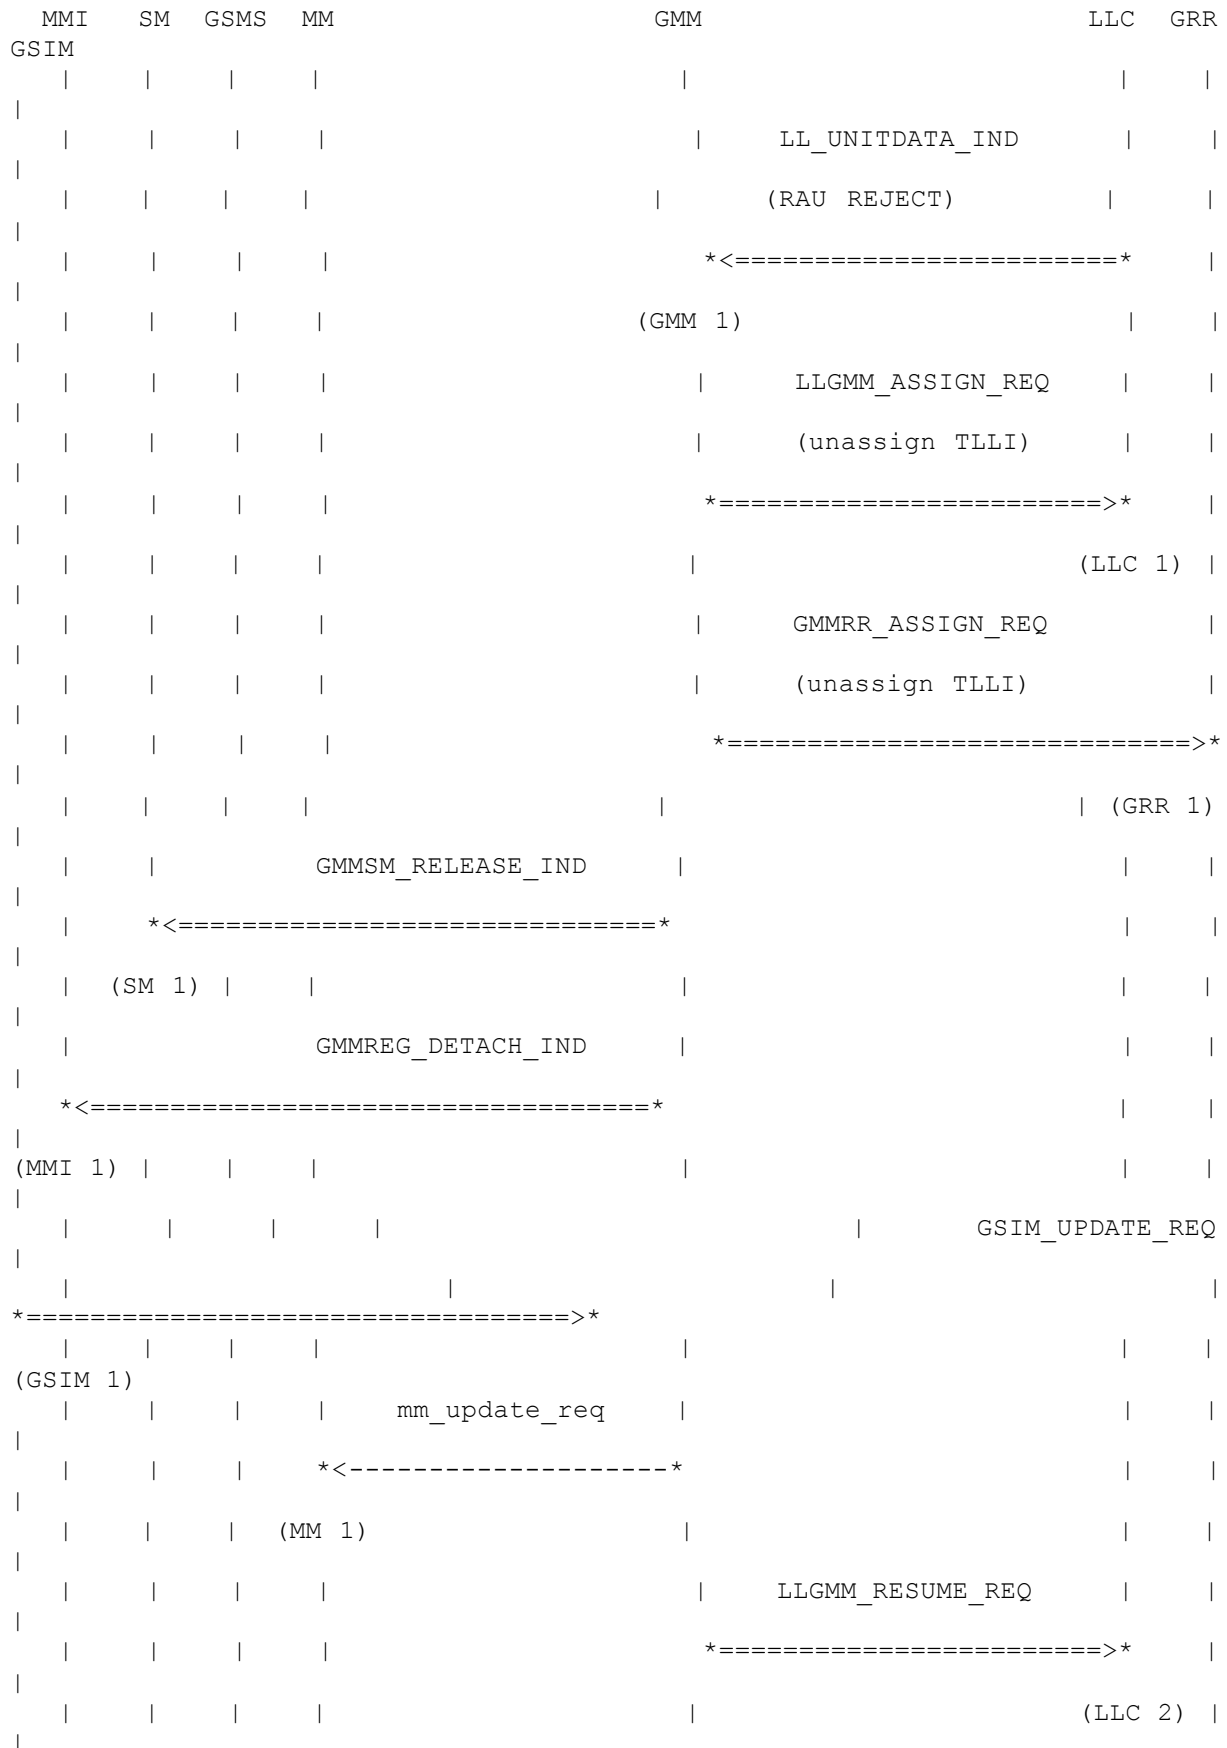 MMI SM GSMS MM GMM LLC GRR
GSIM
| | | | | | |
|
| | | | | LL_UNITDATA_IND | |
|
| | | | | (RAU REJECT) | |
|
| | | | *<========================* |
|
| | | | (GMM 1) | |
|
| | | | | LLGMM_ASSIGN_REQ | |
|
| | | | | (unassign TLLI) | |
|
| | | | *========================>* |
|
| | | | | (LLC 1) |
|
| | | | | GMMRR_ASSIGN_REQ |
|
| | | | | (unassign TLLI) |
|
| | | | *=============================>*
|
| | | | | | (GRR 1)
|
| | GMMSM_RELEASE_IND | | |
|
| *<==============================* | |
|
| (SM 1) | | | | |
|
| GMMREG_DETACH_IND | | |
|
*<===================================* | |
|
(MMI 1) | | | | | |
|
| | | | | GSIM_UPDATE_REQ
|
| | | |
*==================================>*
| | | | | | |
(GSIM 1)
| | | | mm_update_req | | |
|
| | | *<--------------------* | |
|
| | | (MM 1) | | |
|
| | | | | LLGMM_RESUME_REQ | |
|
| | | | *========================>* |
|
| | | | | (LLC 2) |
|